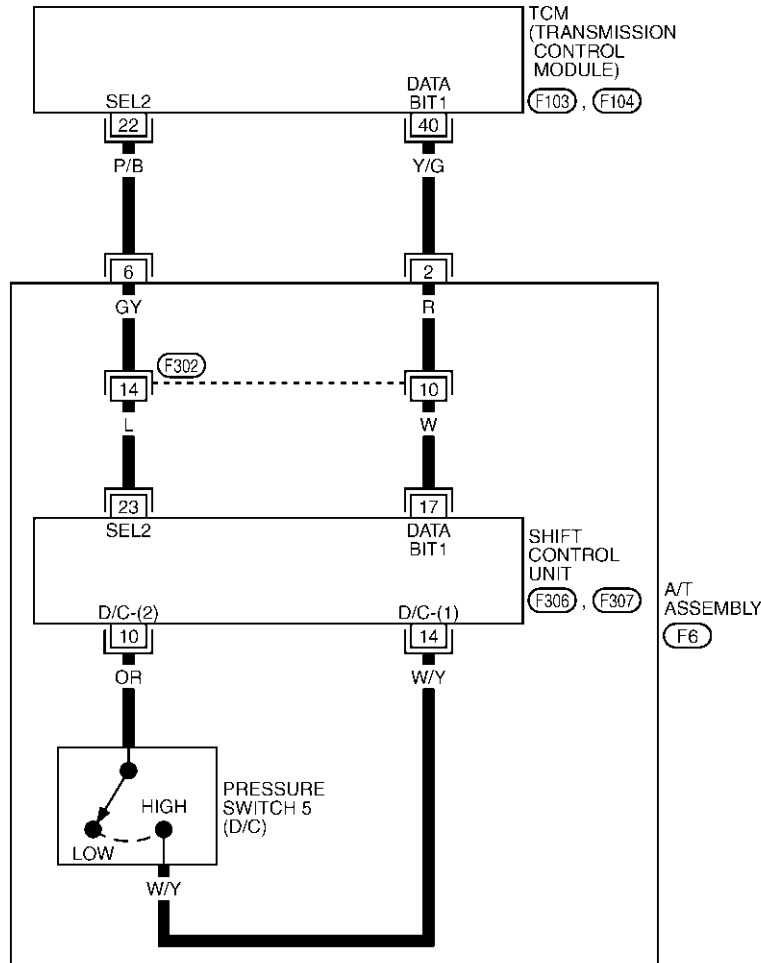 TCM
(TRANSMISSION
CONTROL
MODULE)
F103 , F104
SEL2
DATA
BIT1
22
40
P/B
Y/G
6
2
GY
R
F302
14
10
L
W
23
17
SEL2
DATA
BIT1
SHIFT
CONTROL
UNIT
F306 , F307
A/T
ASSEMBLY
F6
D/C-(2)
D/C-(1)
10
14
OR
W/Y
PRESSURE
SWITCH 5
(D/C)
HIGH
LOW
W/Y